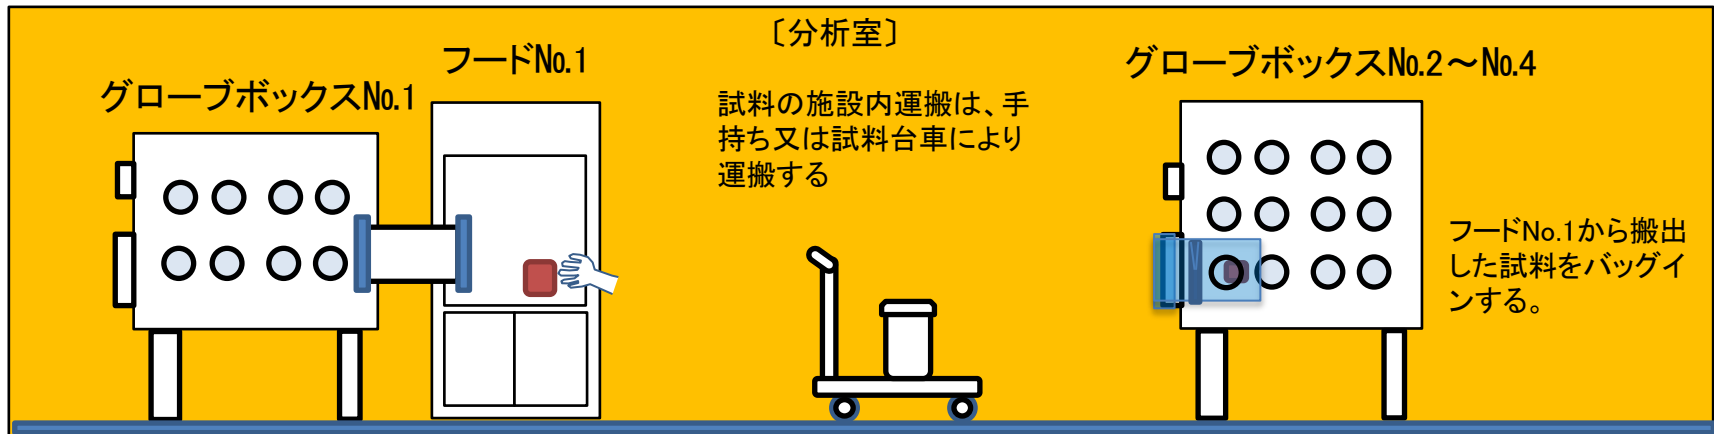 〔分析室〕
フード№1
グローブボックス№1
グローブボックス№2～№4
試料の施設内運搬は、手
持ち又は試料台車により
運搬する
フードNo.1から搬出
した試料をバッグイ
ンする。